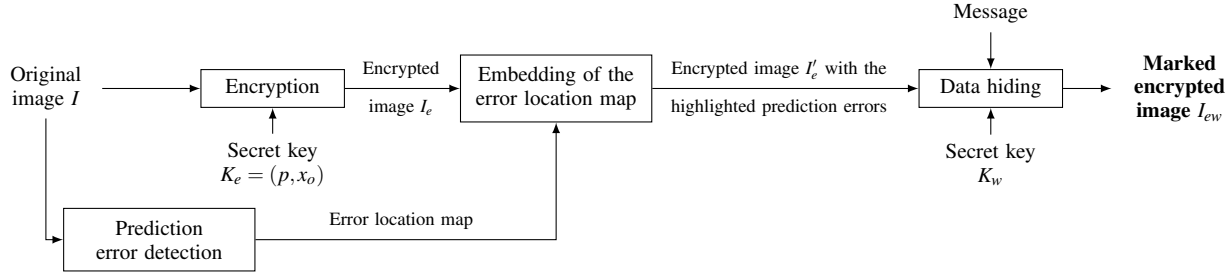 Message
Original
image I
Encryption
Encrypted
image Iₑ
Embedding of the
error location map
Encrypted image I′ₑ with the
highlighted prediction errors
Data hiding
Marked
encrypted
image Iₑw
Secret key
Kₑ = (p, xₒ)
Secret key
K_w
Prediction
error detection
Error location map